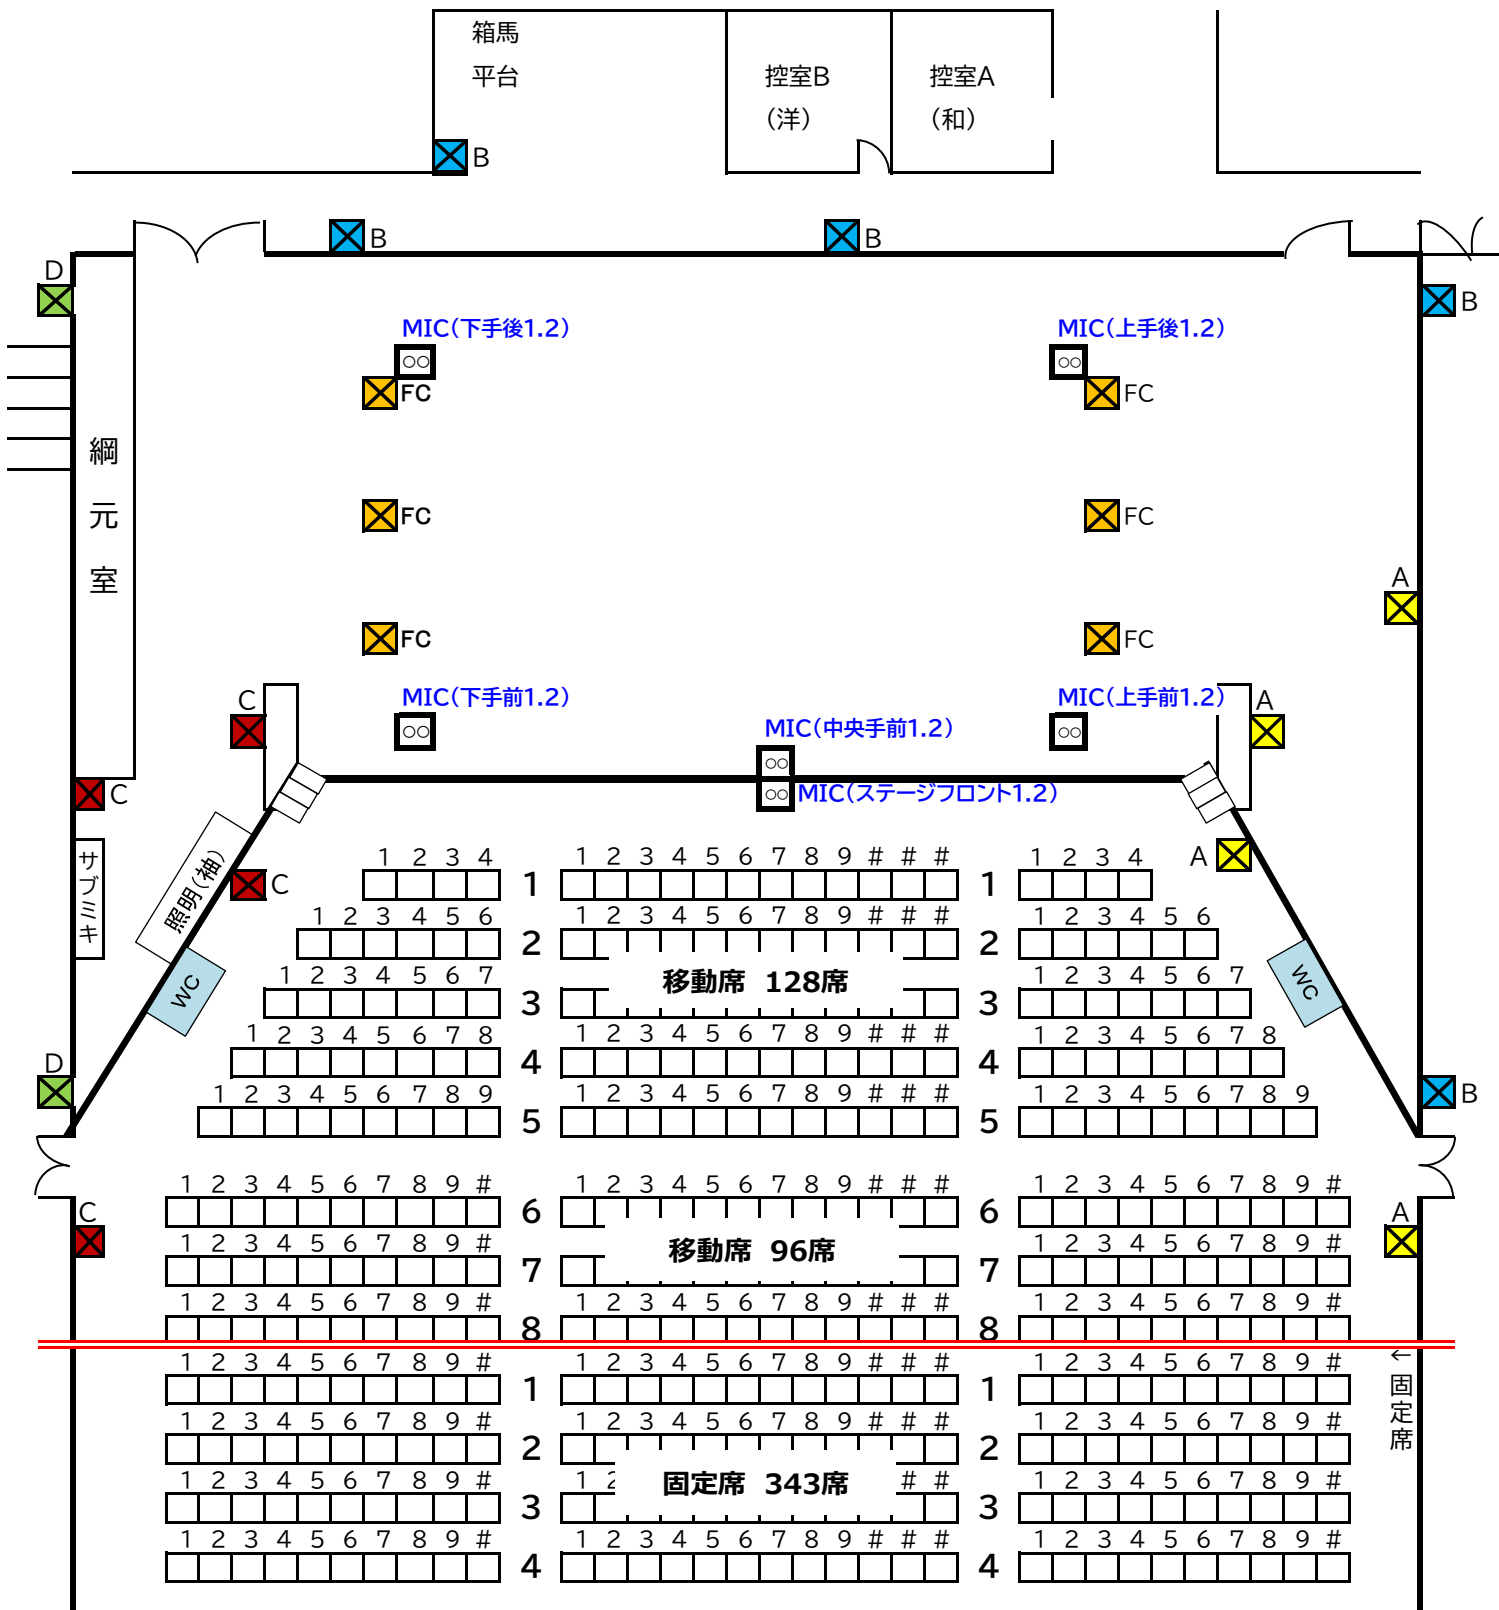 箱馬
平台
控室B
（洋）
控室A
（和）
B
B
B
D
B
MIC（下手後1.2）
MIC（上手後1.2）
○○
○○
FC
FC
綱元室
FC
FC
A
FC
FC
C
MIC（下手前1.2）
MIC（上手前1.2）
A
○○
MIC（中央手前1.2）
○○
○○
C
○○
MIC（ステージフロント1.2）
サブミキ
照明（袖）
C
A
1 2 3 4
1 2 3 4 5 6 7 8 9 # # #
1 2 3 4
1
1
1 2 3 4 5 6
1 2 3 4 5 6 7 8 9 # # #
1 2 3 4 5 6
2
2
1 2 3 4 5 6 7
移動席 128席
1 2 3 4 5 6 7
3
3
WC
WC
1 2 3 4 5 6 7 8
1 2 3 4 5 6 7 8 9 # # #
1 2 3 4 5 6 7 8
4
4
D
B
1 2 3 4 5 6 7 8 9
1 2 3 4 5 6 7 8 9 # # #
1 2 3 4 5 6 7 8 9
5
5
1 2 3 4 5 6 7 8 9 #
1 2 3 4 5 6 7 8 9 # # #
1 2 3 4 5 6 7 8 9 #
6
6
C
A
1 2 3 4 5 6 7 8 9 #
移動席 96席
1 2 3 4 5 6 7 8 9 #
7
7
1 2 3 4 5 6 7 8 9 #
1 2 3 4 5 6 7 8 9 # # #
1 2 3 4 5 6 7 8 9 #
8
8
1 2 3 4 5 6 7 8 9 #
1 2 3 4 5 6 7 8 9 # # #
1 2 3 4 5 6 7 8 9 #
1
1
←固定席
1 2 3 4 5 6 7 8 9 #
1 2 3 4 5 6 7 8 9 # # #
1 2 3 4 5 6 7 8 9 #
2
2
1 2 3 4 5 6 7 8 9 #
1 2
固定席 343席
# #
1 2 3 4 5 6 7 8 9 #
3
3
1 2 3 4 5 6 7 8 9 #
1 2 3 4 5 6 7 8 9 # # #
1 2 3 4 5 6 7 8 9 #
4
4